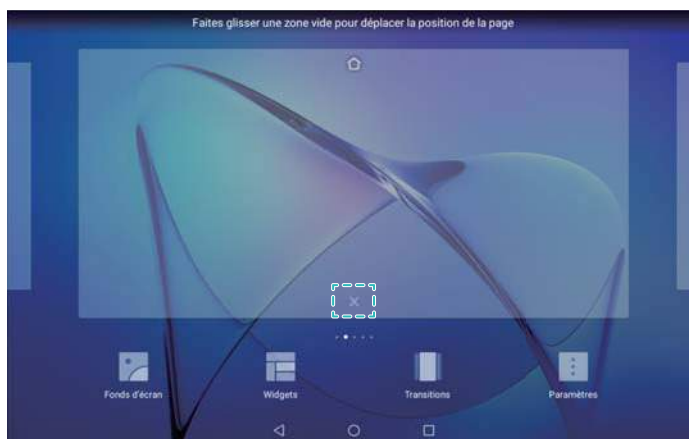 Faites glisser une zone vide pour déplacer la position de la page
Fonds d'écran Widgets Transitions Paramètres